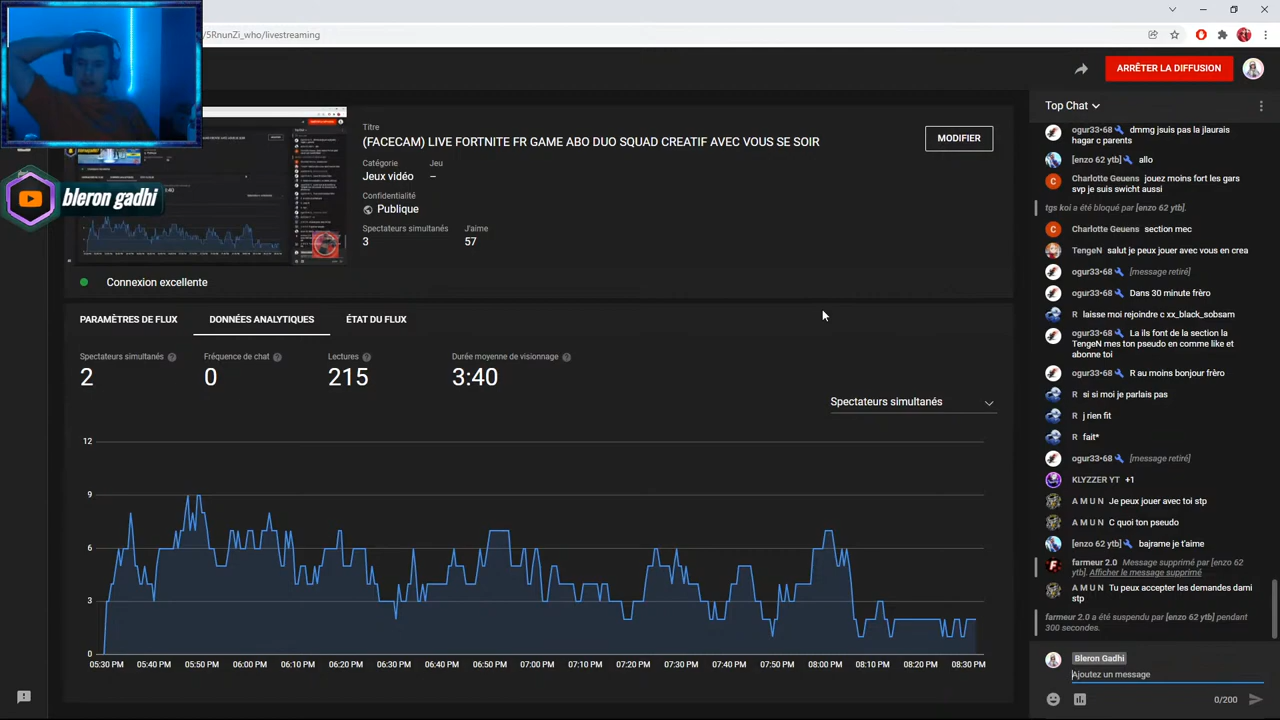 /5RnunZi_who/livestreaming
ARRÊTER LA DIFFUSION
bleron gadhi
Titre
(FACECAM) LIVE FORTNITE FR GAME ABO DUO SQUAD CREATIF AVEC VOUS SE SOIR
MODIFIER
Catégorie
Jeu
Jeux vidéo
–
Confidentialité
Publique
Spectateurs simultanés
J'aime
3
57
Connexion excellente
PARAMÈTRES DE FLUX
DONNÉES ANALYTIQUES
ÉTAT DU FLUX
Spectateurs simultanés
Fréquence de chat
Lectures
Durée moyenne de visionnage
2
0
215
3:40
Spectateurs simultanés
12
9
6
3
0
05:30 PM
05:40 PM
05:50 PM
06:00 PM
06:10 PM
06:20 PM
06:30 PM
06:40 PM
06:50 PM
07:00 PM
07:10 PM
07:20 PM
07:30 PM
07:40 PM
07:50 PM
08:00 PM
08:10 PM
08:20 PM
08:30 PM
Top Chat
ogur33•68 dmmg jsuis pa la jlaurais
hagar c parents
[enzo 62 ytb] allo
Charlotte Geuens jouez moins fort les gars
svp je suis swicht aussi
tgs koi a été bloqué par [enzo 62 ytb].
Charlotte Geuens section mec
TengeN salut je peux jouer avec vous en crea
ogur33•68 [message retiré]
ogur33•68 Dans 30 minute frèro
R laisse moi rejoindre c xx_black_sobsam
ogur33•68 La ils font de la section la
TengeN mes ton pseudo en comme like et
abonne toi
ogur33•68 R au moins bonjour frèro
R si si moi je parlais pas
R j rien fit
R fait*
ogur33•68 [message retiré]
KLYZZER YT +1
A M U N Je peux jouer avec toi stp
A M U N C quoi ton pseudo
[enzo 62 ytb] bajrame je t'aime
farmeur 2.0 Message supprimé par [enzo 62
ytb]. Afficher le message supprimé
A M U N Tu peux accepter les demandes dami
stp
farmeur 2.0 a été suspendu par [enzo 62 ytb] pendant
300 secondes.
Bleron Gadhi
Ajoutez un message
0/200